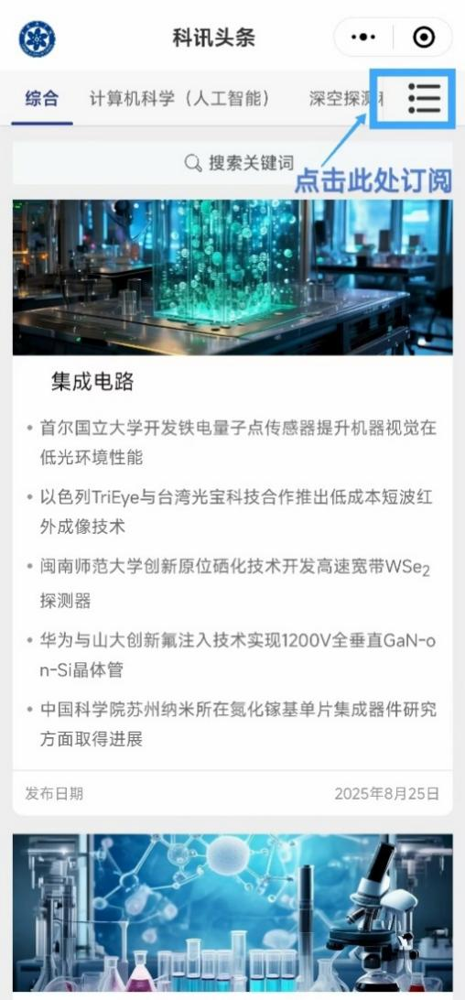 科讯头条
综合 计算机科学（人工智能） 深空探测
点击此处订阅
搜索关键词
集成电路
• 首尔国立大学开发铁电量子点传感器提升机器视觉在
低光环境性能
• 以色列TriEye与台湾光宝科技合作推出低成本短波红
外成像技术
• 闽南师范大学创新原位硒化技术开发高速宽带WSe₂
探测器
• 华为与山大创新氟注入技术实现1200V全垂直GaN-o
n-Si晶体管
• 中国科学院苏州纳米所在氮化镓基单片集成器件研究
方面取得进展
发布日期 2025年8月25日